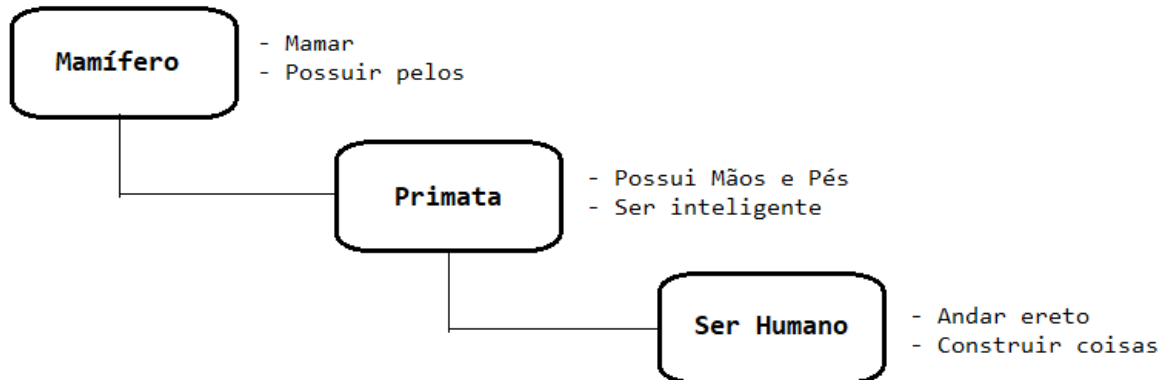 Mamífero
- Mamar
- Possuir pelos
Primata
- Possui Mãos e Pés
- Ser inteligente
Ser Humano
- Andar ereto
- Construir coisas